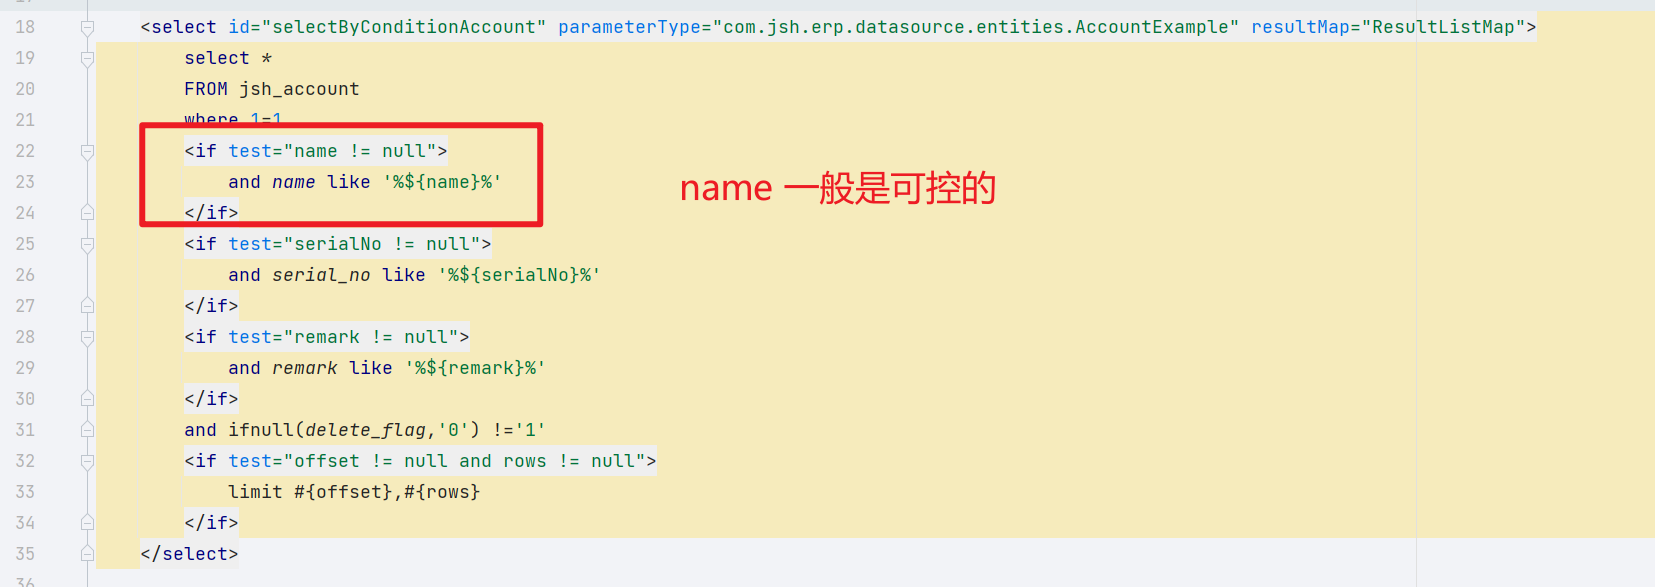 18 <select id="selectByConditionAccount" parameterType="com.jsh.erp.datasource.entities.AccountExample" resultMap="ResultListMap">
19 select *
20 FROM jsh_account
21 where 1=1
22 <if test="name != null">
23 and name like '%${name}%'
24 </if>
name 一般是可控的
25 <if test="serialNo != null">
26 and serial_no like '%${serialNo}%'
27 </if>
28 <if test="remark != null">
29 and remark like '%${remark}%'
30 </if>
31 and ifnull(delete_flag,'0') !='1'
32 <if test="offset != null and rows != null">
33 limit #{offset},#{rows}
34 </if>
35 </select>
36